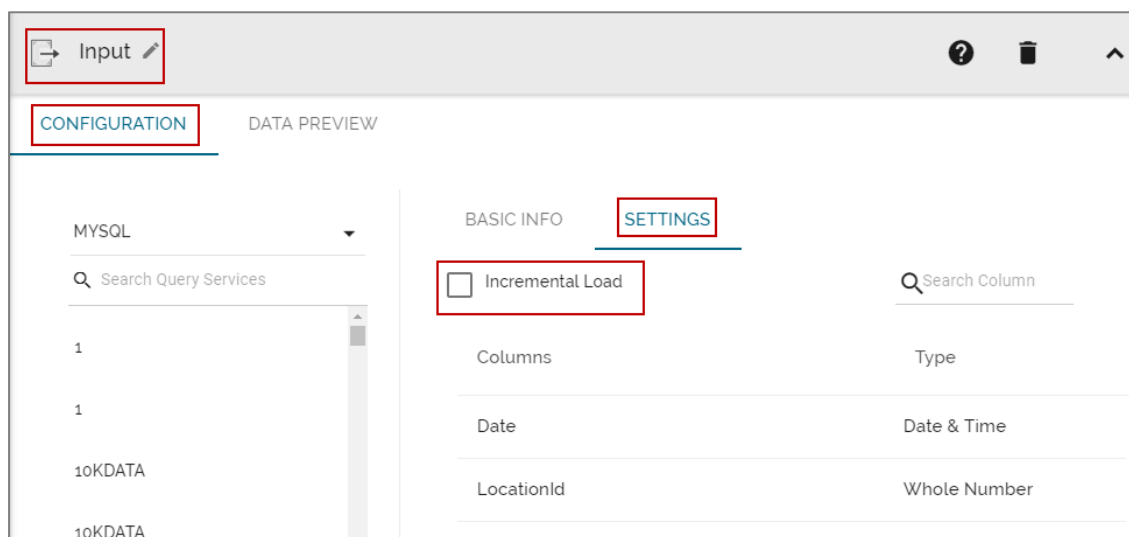 Input
CONFIGURATION DATA PREVIEW
MYSQL
Search Query Services
1
1
10KDATA
10KDATA
BASIC INFO SETTINGS
Incremental Load Search Column
Columns Type
Date Date & Time
LocationId Whole Number